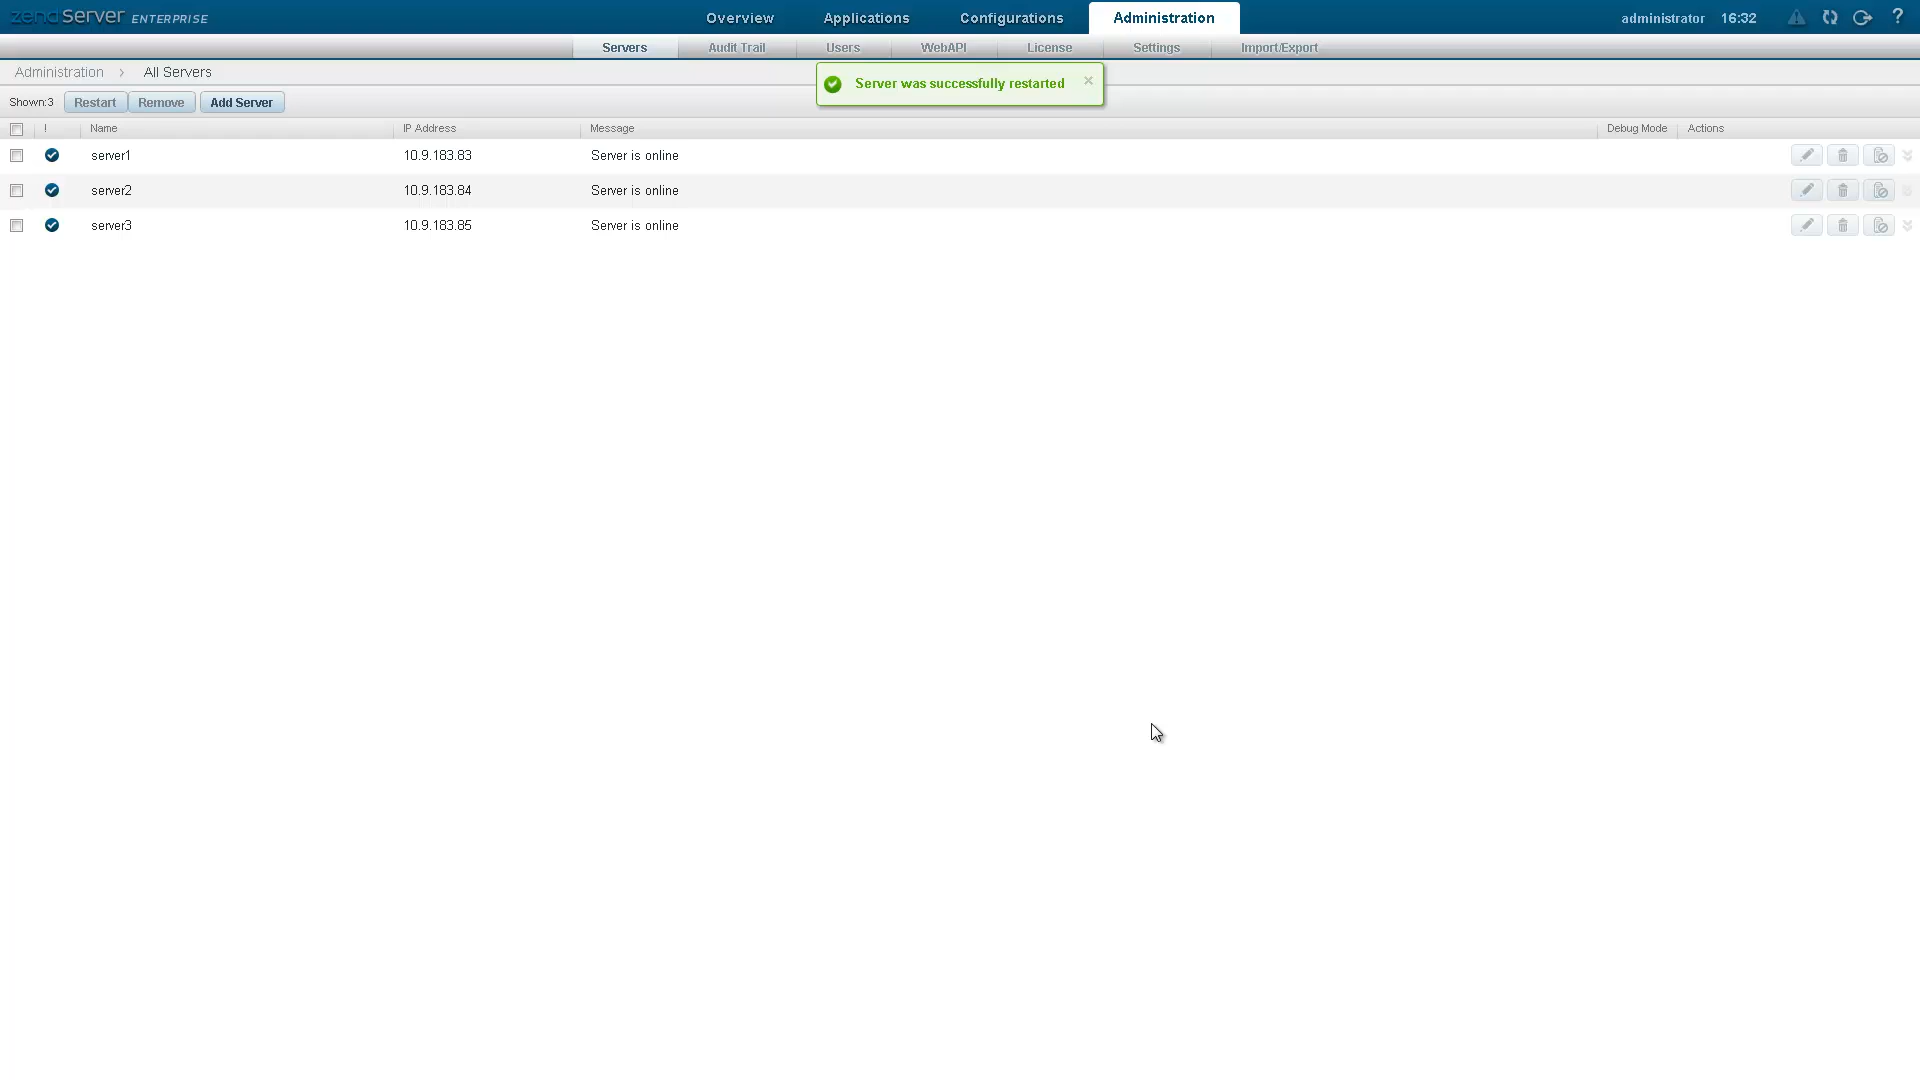 zendServer ENTERPRISE
Overview Applications Configurations Administration administrator 16:32 ?
Servers Audit Trail Users WebAPI License Settings Import/Export
Administration > All Servers
Server was successfully restarted ×
Shown:3 Restart Remove Add Server
! Name IP Address Message Debug Mode Actions
server1 10.9.183.83 Server is online
server2 10.9.183.84 Server is online
server3 10.9.183.85 Server is online